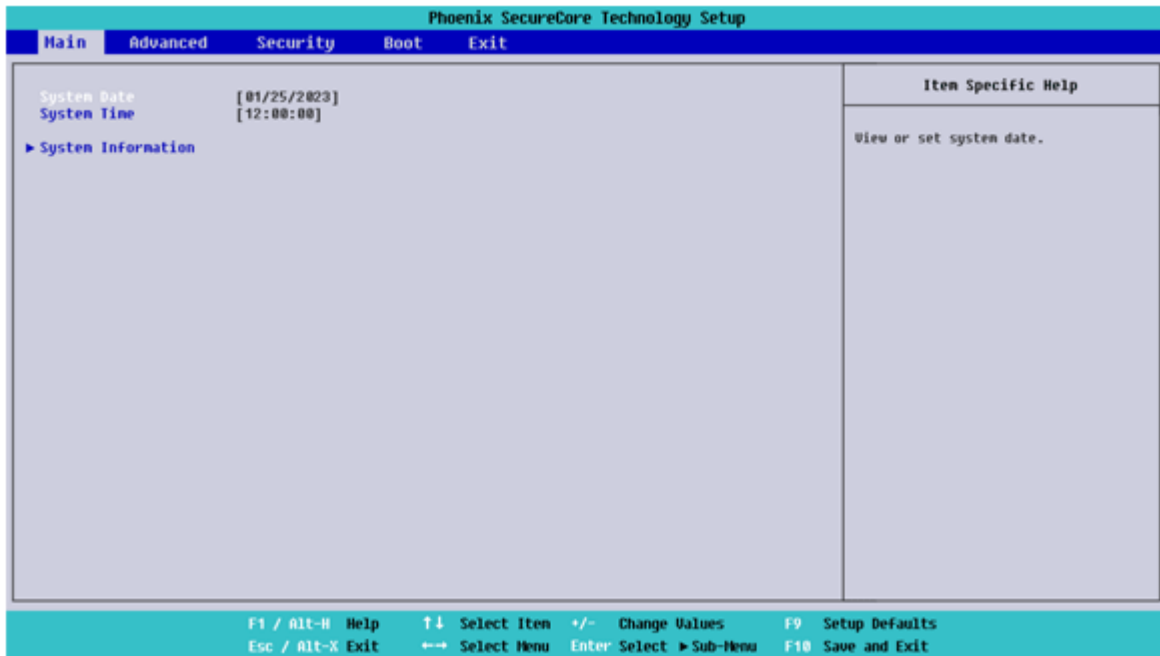 Phoenix SecureCore Technology Setup
Main Advanced Security Boot Exit
System Date [01/25/2023]
System Time [12:00:00]
▶ System Information
Item Specific Help
View or set system date.
F1 / Alt-H Help ↑↓ Select Item +/- Change Values F9 Setup Defaults
Esc / Alt-X Exit ←→ Select Menu Enter Select ▶ Sub-Menu F10 Save and Exit